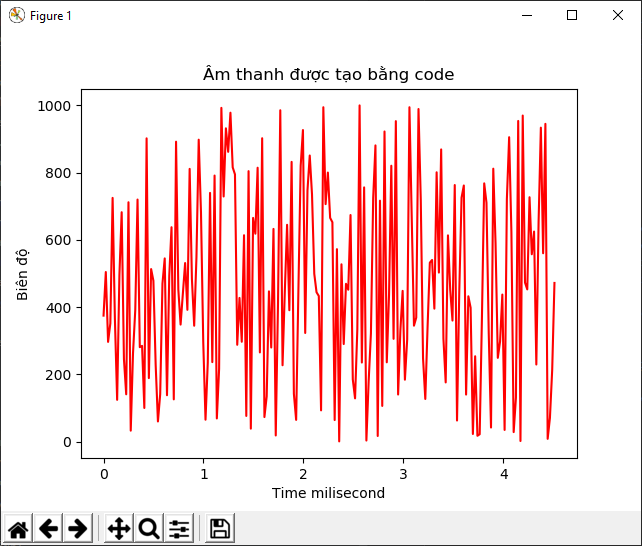 Figure 1
Âm thanh được tạo bằng code
1000
800
600
400
200
0
Biên độ
0 1 2 3 4
Time milisecond